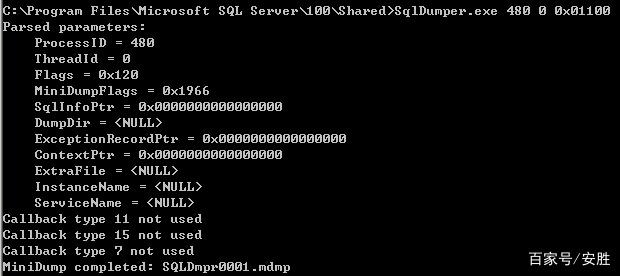 C:\Program Files\Microsoft SQL Server\100\Shared>SqlDumper.exe 480 0 0x01100
Parsed parameters:
ProcessID = 480
ThreadId = 0
Flags = 0x120
MiniDumpFlags = 0x1966
SqlInfoPtr = 0x0000000000000000
DumpDir = <NULL>
ExceptionRecordPtr = 0x0000000000000000
ContextPtr = 0x0000000000000000
ExtraFile = <NULL>
InstanceName = <NULL>
ServiceName = <NULL>
Callback type 11 not used
Callback type 15 not used
Callback type 7 not used
MiniDump completed: SQLDmpr0001.mdmp
百家号/安胜